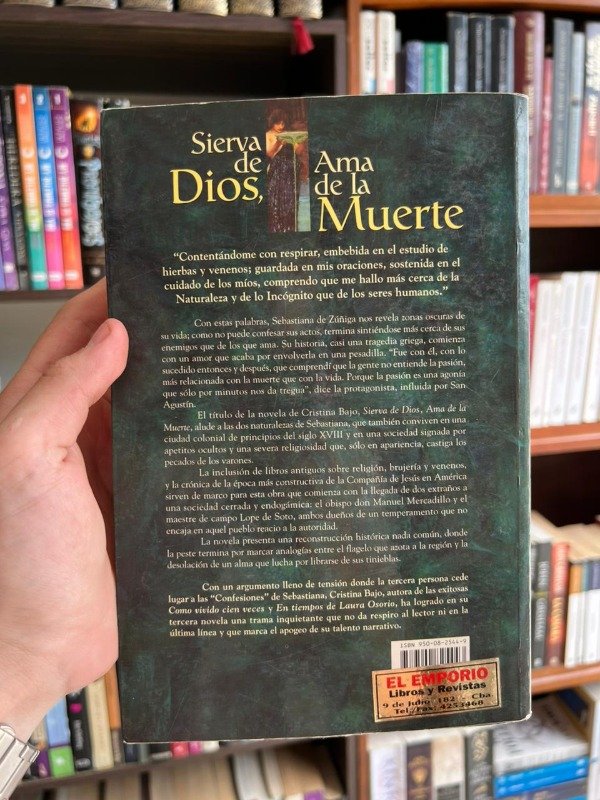 Sierva
de
Dios,
Ama
de la
Muerte
“Contentándome con respirar, embebida en el estudio de
hierbas y venenos; guardada en mis oraciones, sostenida en el
cuidado de los míos, comprendo que me hallo más cerca de la
Naturaleza y de lo Incógnito que de los seres humanos.”
Con estas palabras, Sebastiana de Zúñiga nos revela zonas oscuras de
su vida; como no puede confesar sus actos, termina sintiéndose más cerca de sus
enemigos que de los que ama. Su historia, casi una tragedia griega, comienza
con un amor que acaba por envolverla en una pesadilla. “Fue con él, con lo
sucedido entonces y después, que comprendí que la gente no entiende la pasión,
más relacionada con la muerte que con la vida. Porque la pasión es una agonía
que sólo por minutos nos da tregua”, dice la protagonista, influida por San
Agustín.
El título de la novela de Cristina Bajo, Sierva de Dios, Ama de la
Muerte, alude a las dos naturalezas de Sebastiana, que también conviven en una
ciudad colonial de principios del siglo XVIII y en una sociedad signada por
apetitos ocultos y una severa religiosidad que, sólo en apariencia, castiga los
pecados de los varones.
La inclusión de libros antiguos sobre religión, brujería y venenos,
y la crónica de la época más constructiva de la Compañía de Jesús en América
sirven de marco para esta obra que comienza con la llegada de dos extraños a
una sociedad cerrada y endogámica: el obispo don Manuel Mercadillo y el
maestre de campo Lope de Soto, ambos dueños de un temperamento que no
encaja en aquel pueblo reacio a la autoridad.
La novela presenta una reconstrucción histórica nada común, donde
la peste termina por marcar analogías entre el flagelo que azota a la región y la
desolación de un alma que lucha por librarse de sus tinieblas.
Con un argumento lleno de tensión donde la tercera persona cede
lugar a las “Confesiones” de Sebastiana, Cristina Bajo, autora de las exitosas
Como vivido cien veces y En tiempos de Laura Osorio, ha logrado en su
tercera novela una trama inquietante que no da respiro al lector ni en la
última línea y que marca el apogeo de su talento narrativo.
ISBN 950-08-2544-9
EL EMPORIO
Libros y Revistas
9 de Julio 182 - Cba
Tel/Fax: 4253468